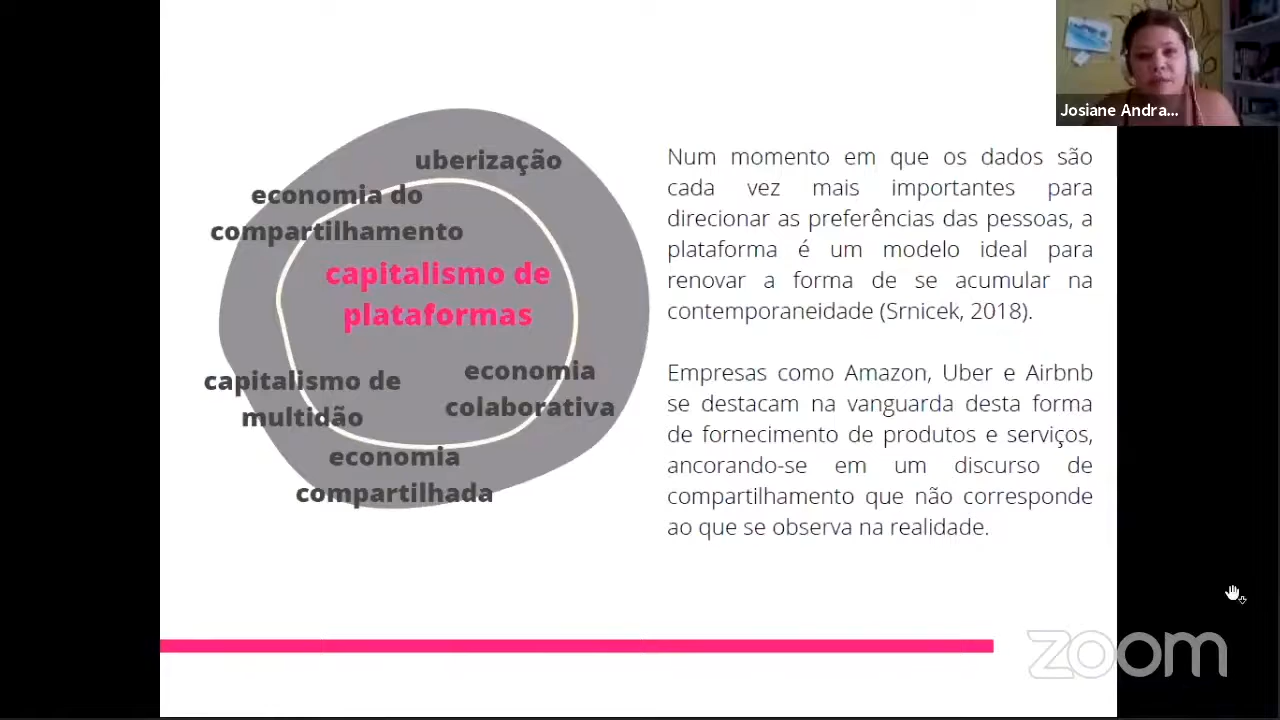 Josiane Andra...
uberização
economia do
compartilhamento
capitalismo de
plataformas
capitalismo de
multidão
economia
colaborativa
economia
compartilhada
Num momento em que os dados são
cada vez mais importantes para
direcionar as preferências das pessoas, a
plataforma é um modelo ideal para
renovar a forma de se acumular na
contemporaneidade (Srnicek, 2018).
Empresas como Amazon, Uber e Airbnb
se destacam na vanguarda desta forma
de fornecimento de produtos e serviços,
ancorando-se em um discurso de
compartilhamento que não corresponde
ao que se observa na realidade.
zoom